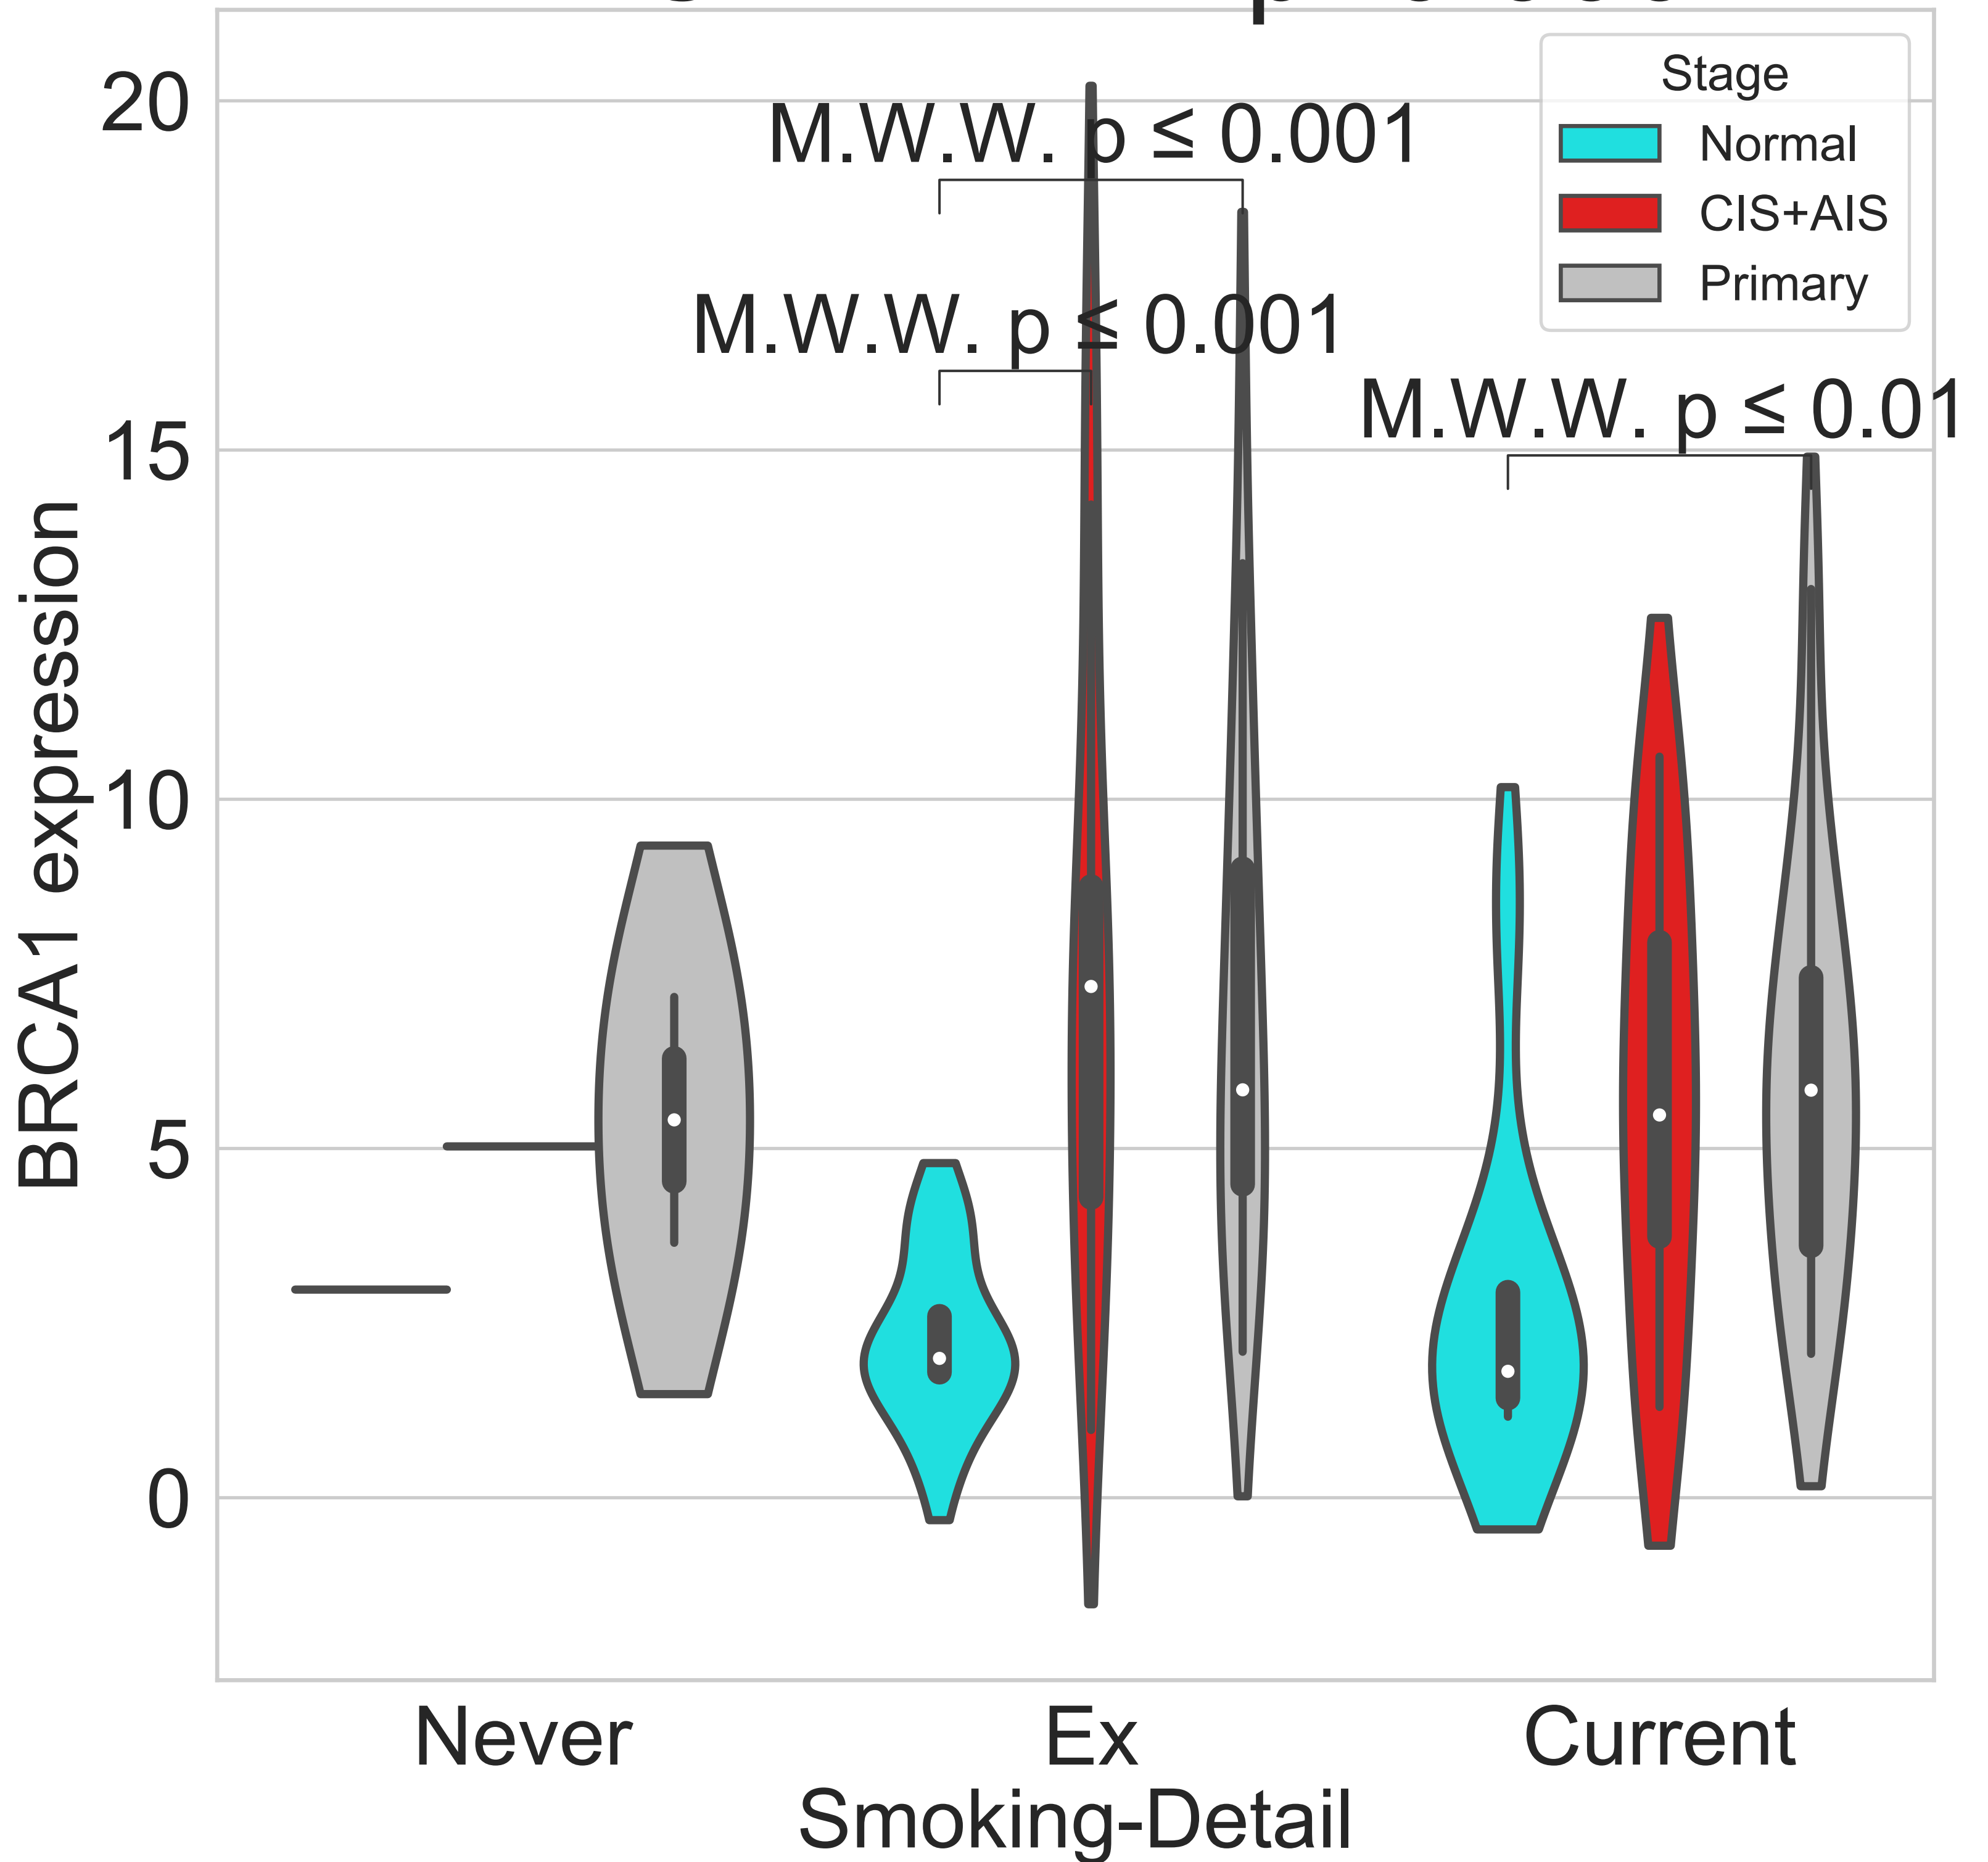 Stage
Normal
CIS+AIS
Primary
M.W.W. p ≤ 0.001
M.W.W. p ≤ 0.001
M.W.W. p ≤ 0.01
20
15
10
5
0
BRCA1 expression
Never
Ex
Current
Smoking-Detail